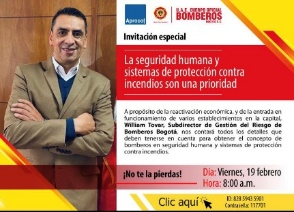 Aprosof
U.A.E. CUERPO OFICIAL
BOMBEROS
Invitación especial
La seguridad humana y
sistemas de protección contra
incendios son una prioridad
A propósito de la reactivación económica, y de la entrada en
funcionamiento de varios establecimientos en la capital,
William Tovar, Subdirector de Gestión del Riesgo de
Bomberos Bogotá, nos contará todos los detalles que
deben tenerse en cuenta para obtener el concepto de
bomberos en seguridad humana y sistemas de protección
contra incendios.
¡No te la pierdas!
Día: Viernes, 19 febrero
Hora: 8:00 a.m.
Clic aquí
ID: 828 5943 5901
Contraseña: 117701